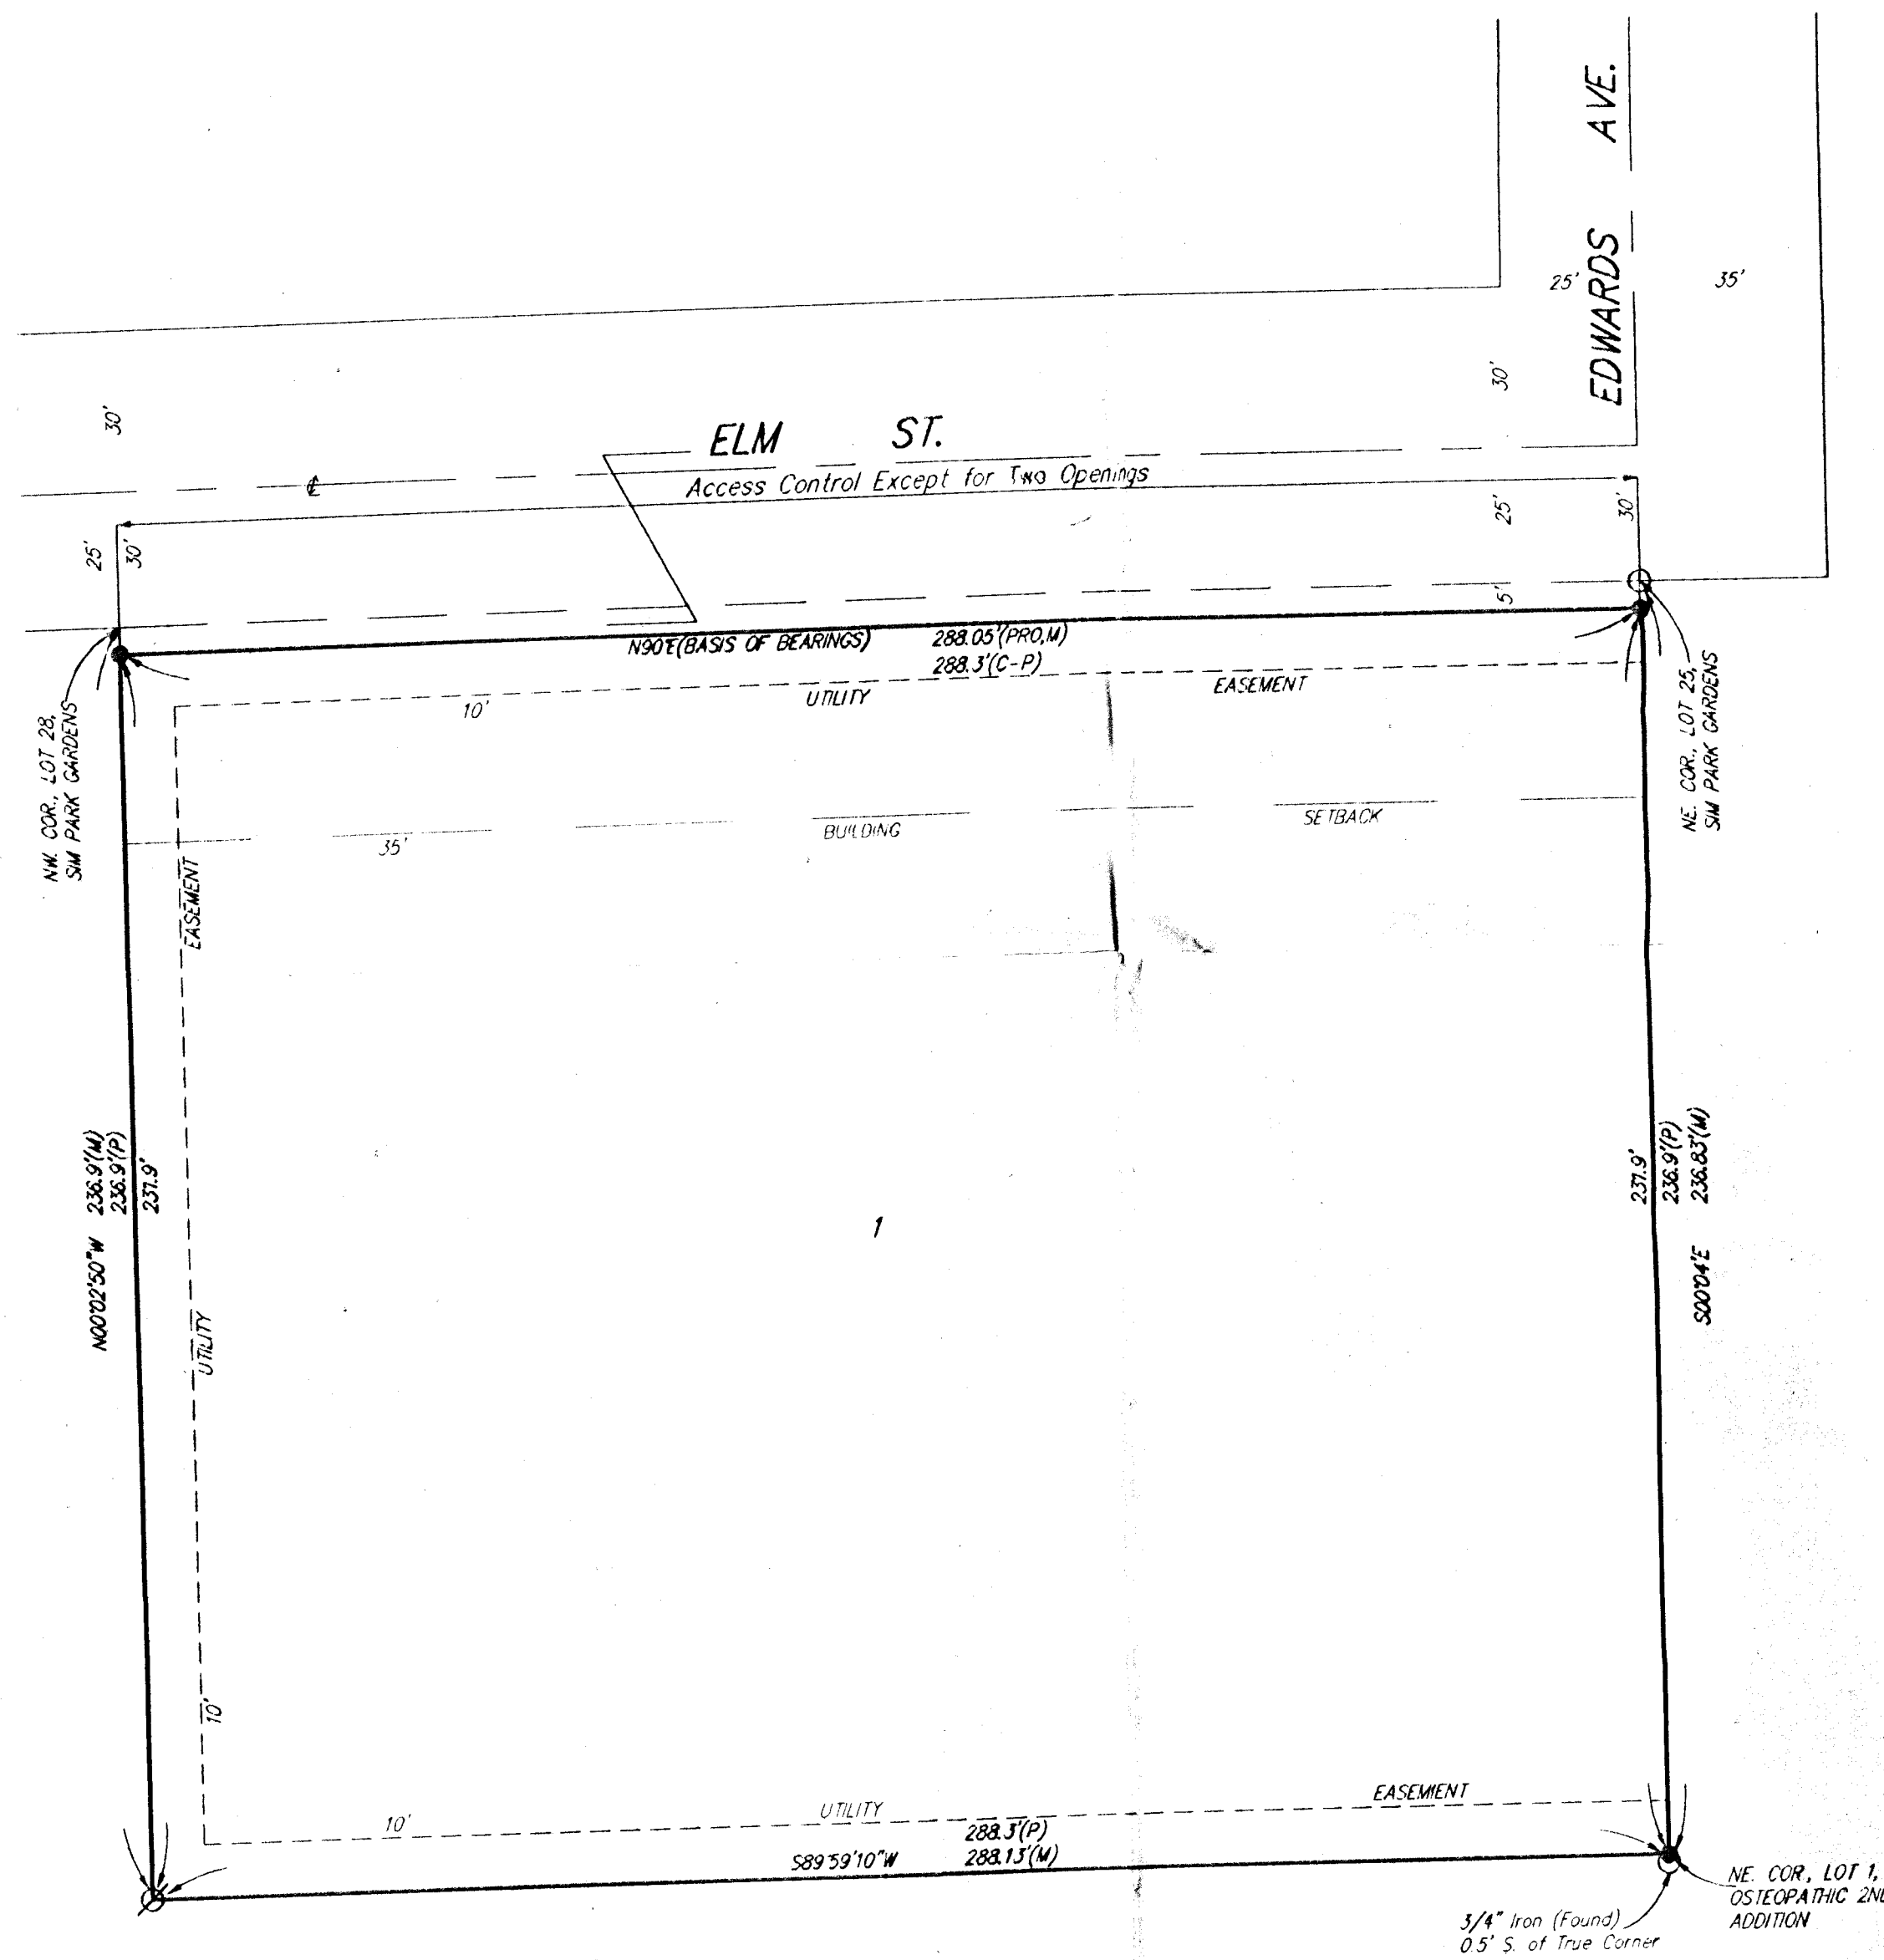 EDWARDS AVE.
25'
35'
30'
30'
ELM ST.
℄
Access Control Except for Two Openings
25'
30'
25'
30'
5'
N90°E(BASIS OF BEARINGS) 288.05'(PRO,M)
288.3'(C-P)
10'
UTILITY EASEMENT
NW. COR., LOT 28,
SIM PARK GARDENS
NE. COR., LOT 25,
SIM PARK GARDENS
35'
BUILDING SETBACK
EASEMENT
UTILITY
10'
N00°02'50"W 236.9'(M)
236.9'(P)
231.9'
1
231.9'
236.9'(P)
S00°04'E 236.83'(M)
10'
UTILITY EASEMENT
288.3'(P)
S89°59'10"W 288.13'(M)
NE. COR., LOT 1,
OSTEOPATHIC 2N
ADDITION
3/4" Iron (Found)
0.5' S. of True Corner